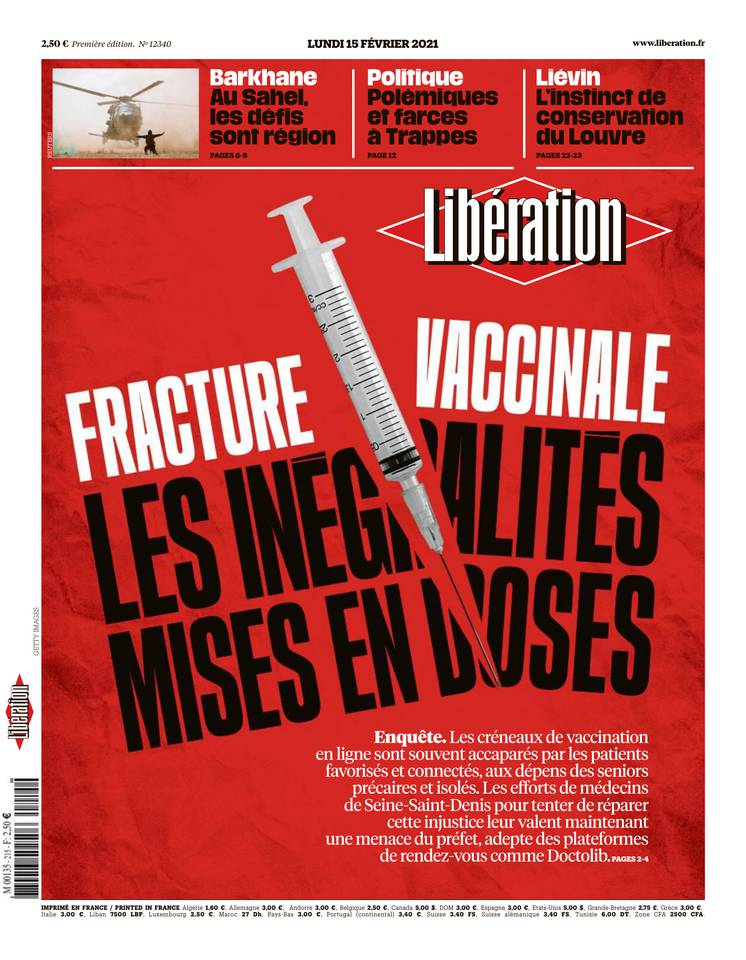 2,50 € Première édition. Nº 12340
LUNDI 15 FÉVRIER 2021
www.liberation.fr
REUTERS
Barkhane
Au Sahel,
les défis
sont région
PAGES 6-9
Politique
Polémiques
et farces
à Trappes
PAGE 12
Liévin
L'instinct de
conservation
du Louvre
PAGES 22-23
Libération
FRACTURE VACCINALE
LES INÉGALITÉS
MISES EN DOSES
Enquête. Les créneaux de vaccination
en ligne sont souvent accaparés par les patients
favorisés et connectés, aux dépens des seniors
précaires et isolés. Les efforts de médecins
de Seine-Saint-Denis pour tenter de réparer
cette injustice leur valent maintenant
une menace du préfet, adepte des plateformes
de rendez-vous comme Doctolib. PAGES 2-4
GETTY IMAGES
Libération
M 00135 - 215 - F: 2,50 €
IMPRIMÉ EN FRANCE / PRINTED IN FRANCE Algérie 1,60 €, Allemagne 3,00 €, Andorre 3,00 €, Belgique 2,50 €, Canada 5,00 $, DOM 3,00 €, Espagne 3,00 €, Etats-Unis 5,00 $, Grande-Bretagne 2,75 £, Grèce 3,00 €,
Italie 3,00 €, Liban 7500 LBP, Luxembourg 2,50 €, Maroc 27 Dh, Pays-Bas 3,00 €, Portugal (continental) 3,40 €, Suisse 3,40 FS, Suisse alémanique 3,40 FS, Tunisie 6,00 DT, Zone CFA 2500 CFA.